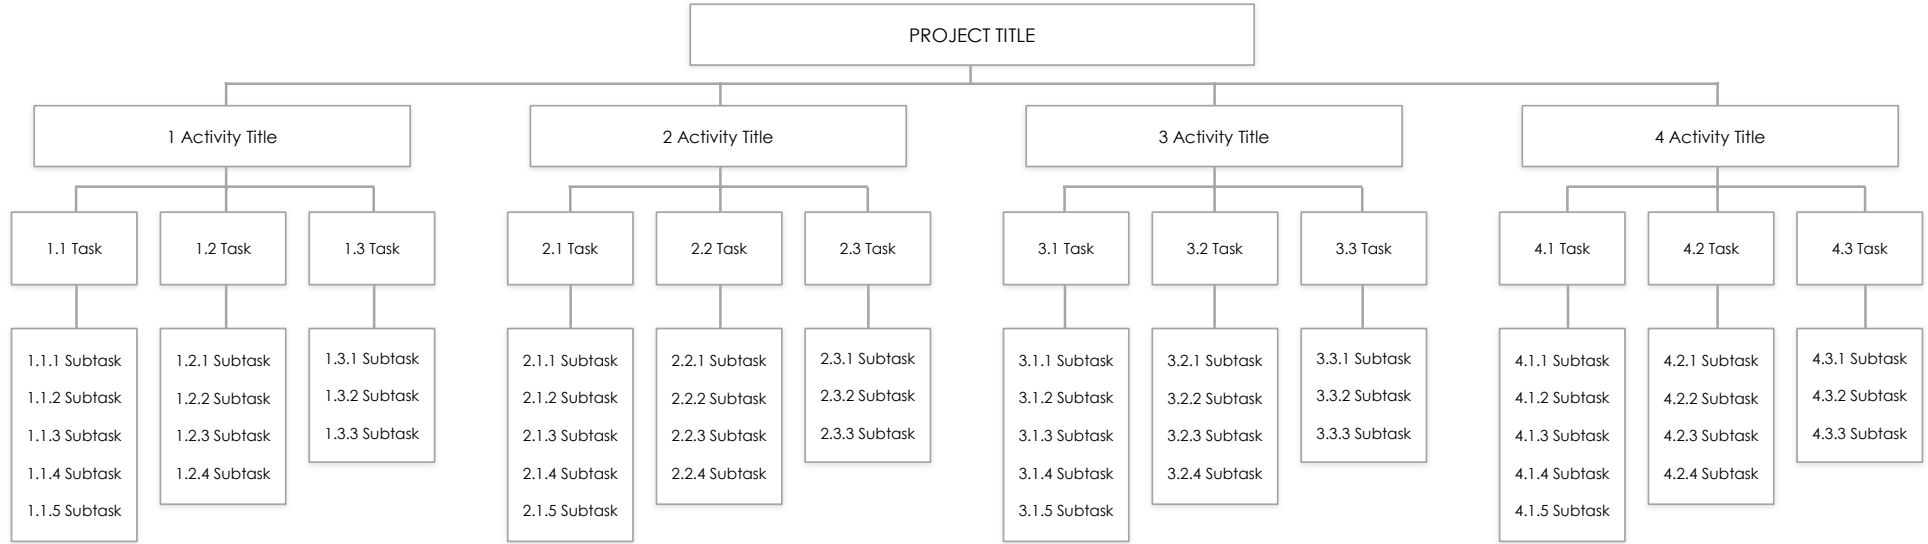 PROJECT TITLE
1 Activity Title
2 Activity Title
3 Activity Title
4 Activity Title
1.1 Task
1.2 Task
1.3 Task
2.1 Task
2.2 Task
2.3 Task
3.1 Task
3.2 Task
3.3 Task
4.1 Task
4.2 Task
4.3 Task
1.1.1 Subtask
1.1.2 Subtask
1.1.3 Subtask
1.1.4 Subtask
1.1.5 Subtask
1.2.1 Subtask
1.2.2 Subtask
1.2.3 Subtask
1.2.4 Subtask
1.3.1 Subtask
1.3.2 Subtask
1.3.3 Subtask
2.1.1 Subtask
2.1.2 Subtask
2.1.3 Subtask
2.1.4 Subtask
2.1.5 Subtask
2.2.1 Subtask
2.2.2 Subtask
2.2.3 Subtask
2.2.4 Subtask
2.3.1 Subtask
2.3.2 Subtask
2.3.3 Subtask
3.1.1 Subtask
3.1.2 Subtask
3.1.3 Subtask
3.1.4 Subtask
3.1.5 Subtask
3.2.1 Subtask
3.2.2 Subtask
3.2.3 Subtask
3.2.4 Subtask
3.3.1 Subtask
3.3.2 Subtask
3.3.3 Subtask
4.1.1 Subtask
4.1.2 Subtask
4.1.3 Subtask
4.1.4 Subtask
4.1.5 Subtask
4.2.1 Subtask
4.2.2 Subtask
4.2.3 Subtask
4.2.4 Subtask
4.3.1 Subtask
4.3.2 Subtask
4.3.3 Subtask